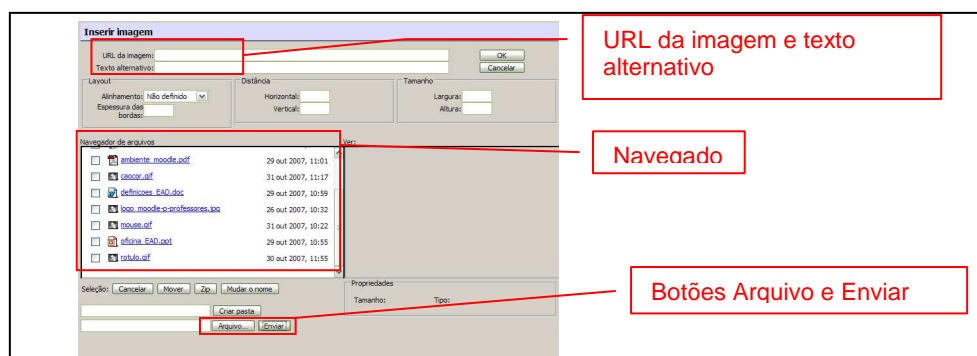 Inserir imagem
URL da imagem:
OK
Texto alternativo:
Cancelar
Layout
Distância
Tamanho
Alinhamento: Não definido
Horizontal:
Largura:
Espessura das bordas:
Vertical:
Altura:
URL da imagem e texto
alternativo
Navegador de arquivos
Ver:
ambiente_moodle.pdf 29 out 2007, 11:01
caocor.gif 31 out 2007, 11:17
definicoes_EAD.doc 29 out 2007, 10:59
logo_moodle-p-professores.jpg 26 out 2007, 10:32
mouse.gif 31 out 2007, 10:22
oficina_EAD.ppt 29 out 2007, 10:55
rotulo.gif 30 out 2007, 11:55
Navegado
Seleção: Cancelar Mover Zip Mudar o nome
Propriedades
Tamanho: Tipo:
Criar pasta
Arquivo... Enviar
Botões Arquivo e Enviar